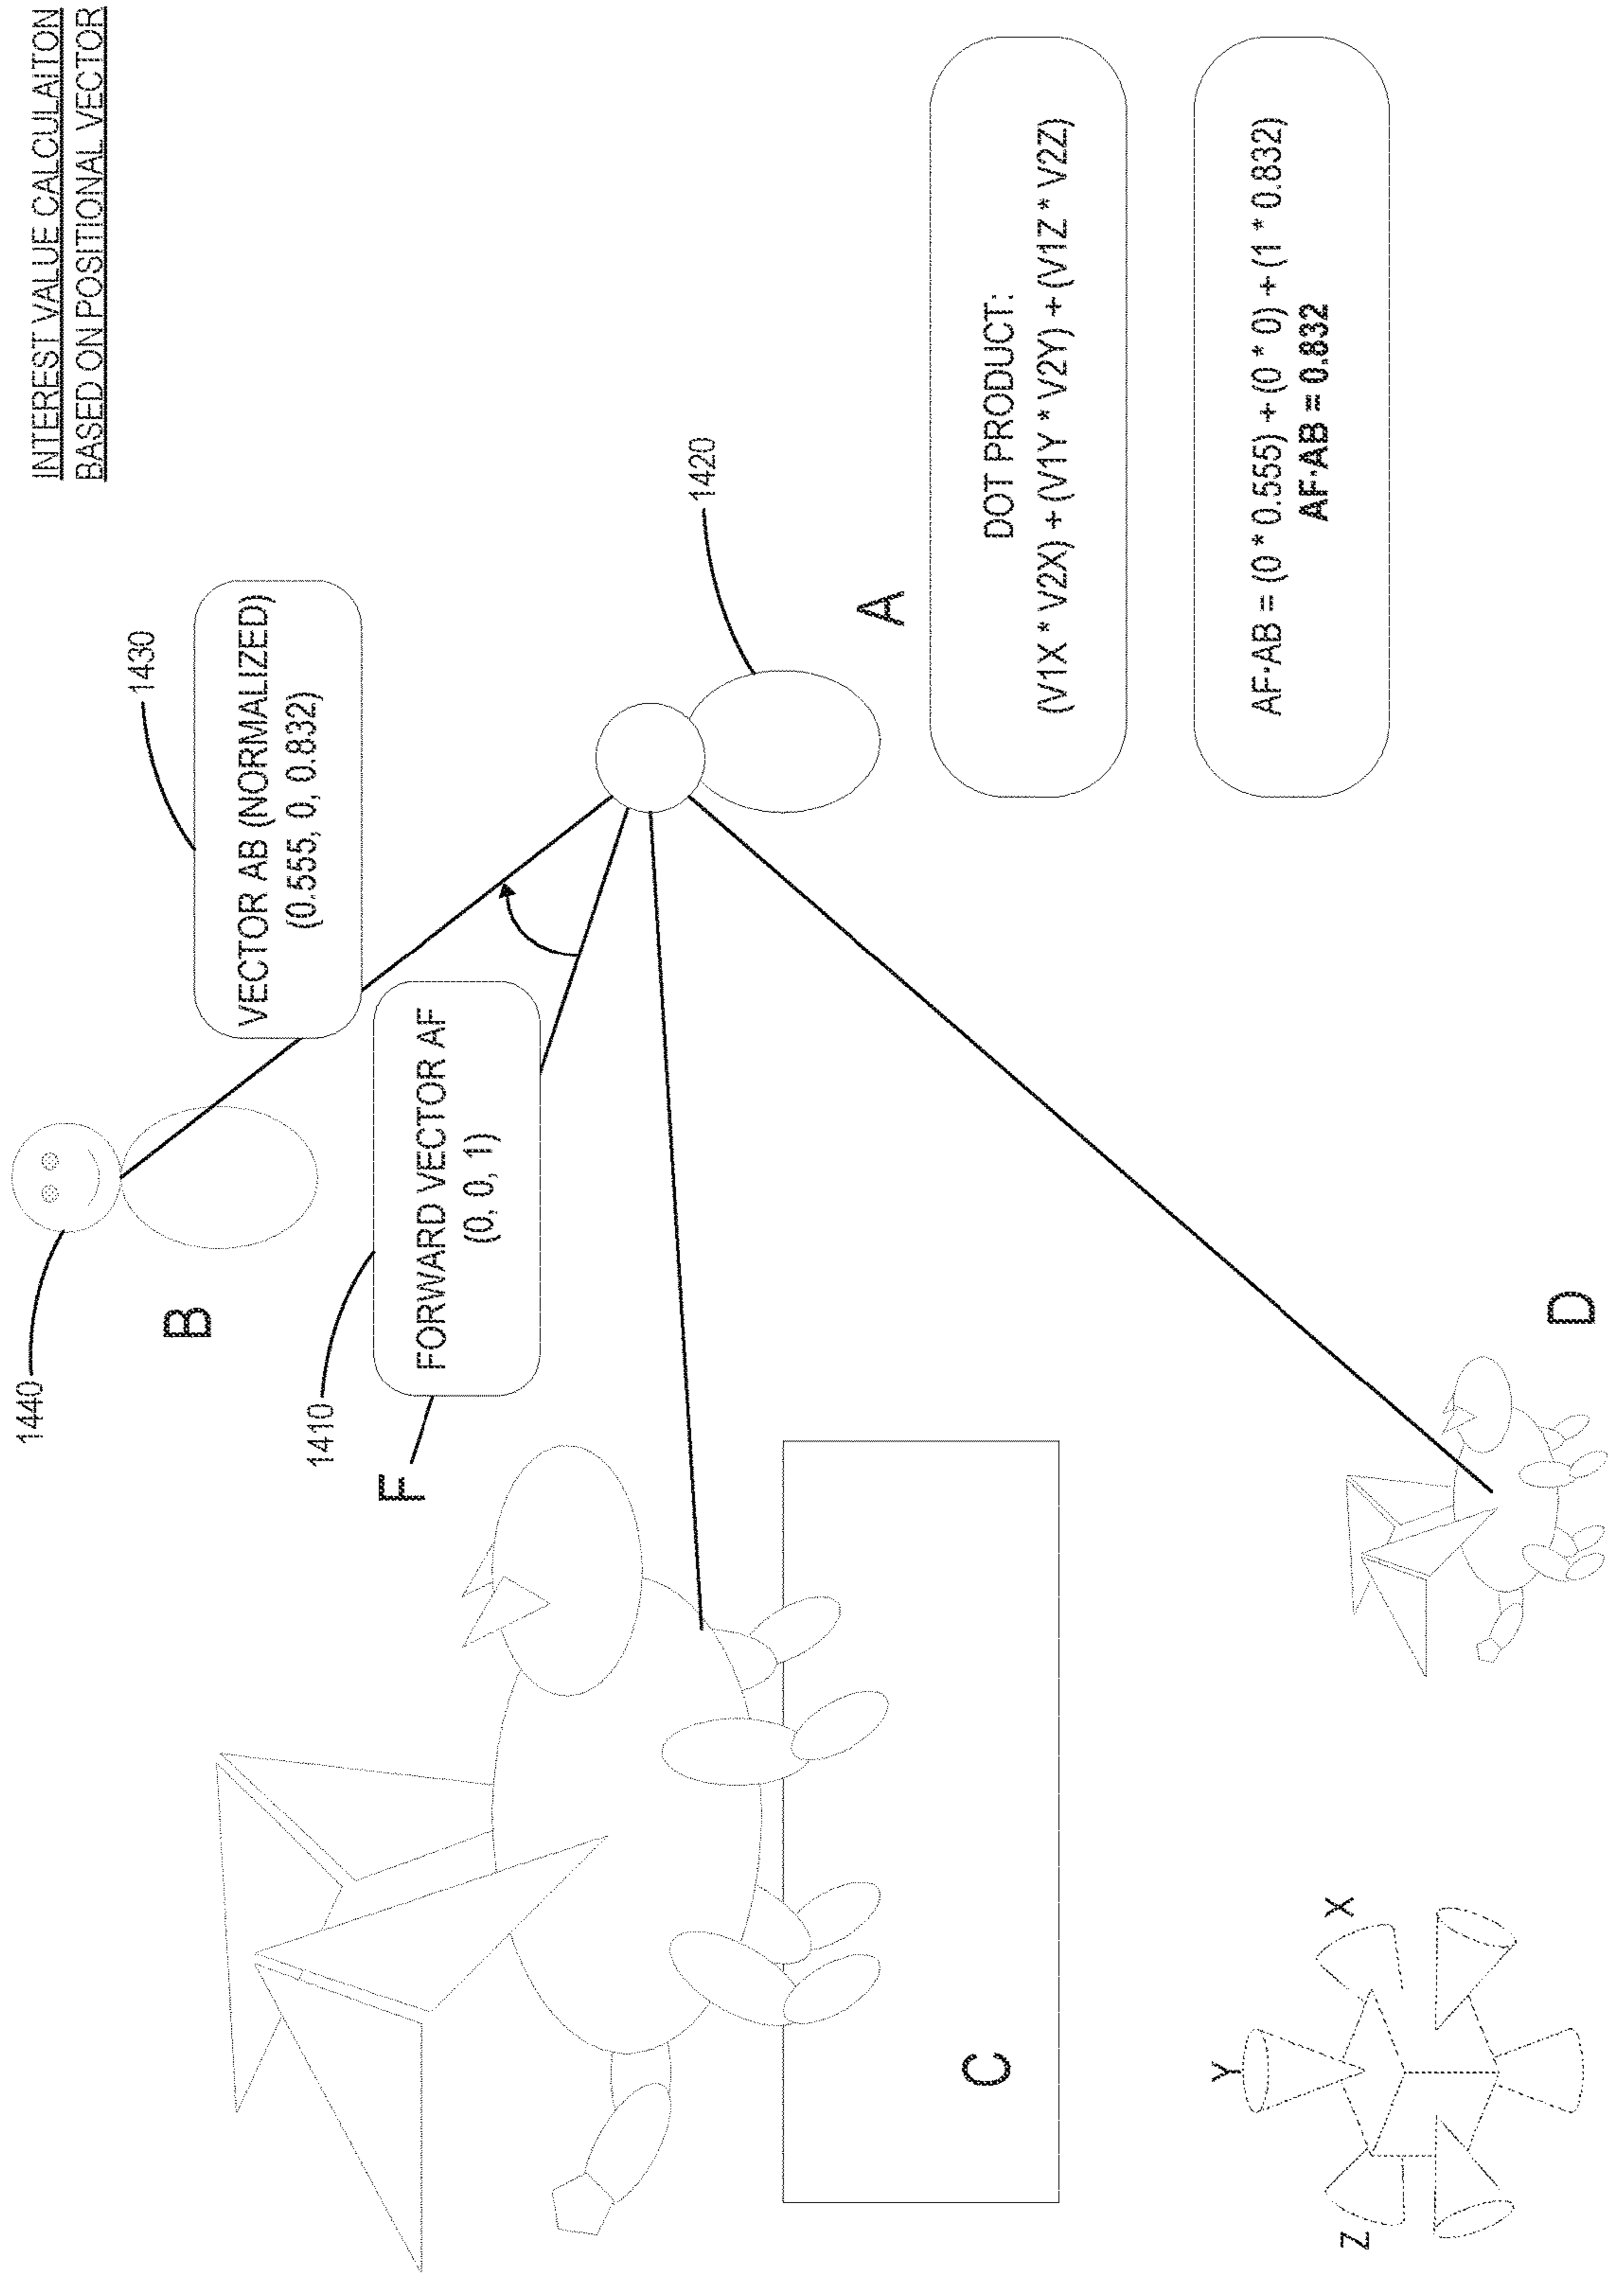 INTEREST VALUE CALCULAITON
BASED ON POSITIONAL VECTOR
1440
B
1430
VECTOR AB (NORMALIZED)
(0.555, 0, 0.832)
1410
FORWARD VECTOR AF
(0, 0, 1)
F
1420
A
C
D
DOT PRODUCT:
(V1X * V2X) + (V1Y * V2Y) + (V1Z * V2Z)
AF·AB = (0 * 0.555) + (0 * 0) + (1 * 0.832)
AF·AB = 0.832
Y
Z
X